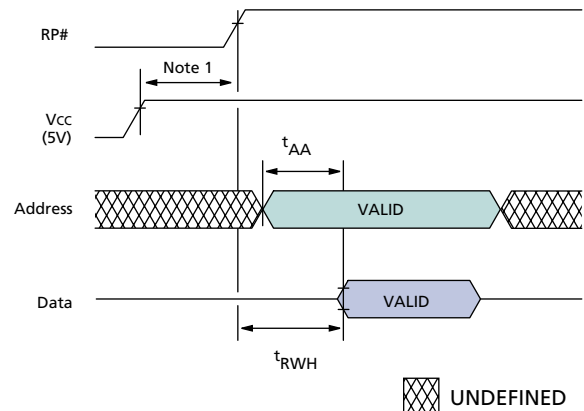 RP#
Note 1
VCC
(5V)
tAA
Address
VALID
Data
VALID
tRWH
UNDEFINED